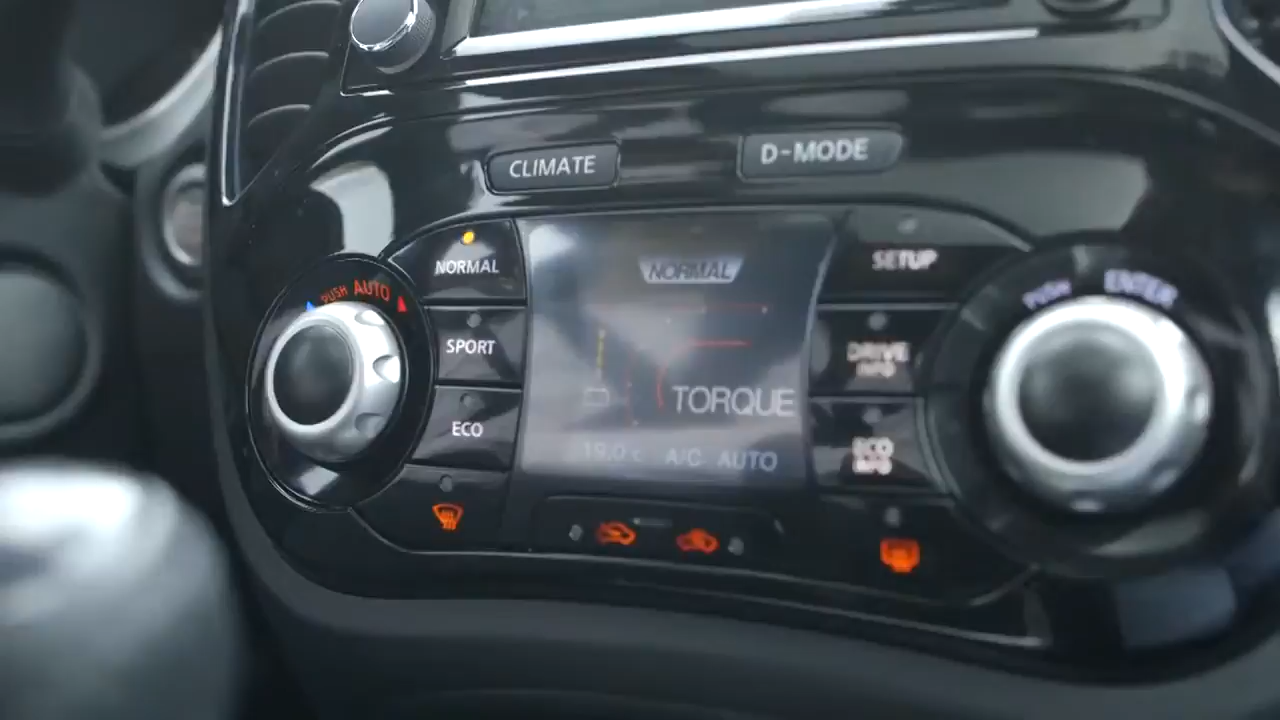 CLIMATE
D-MODE
NORMAL
SETUP
PUSH AUTO
NORMAL
PUSH ENTER
SPORT
DRIVE INFO
TORQUE
ECO
ECO INFO
19.0°C A/C AUTO